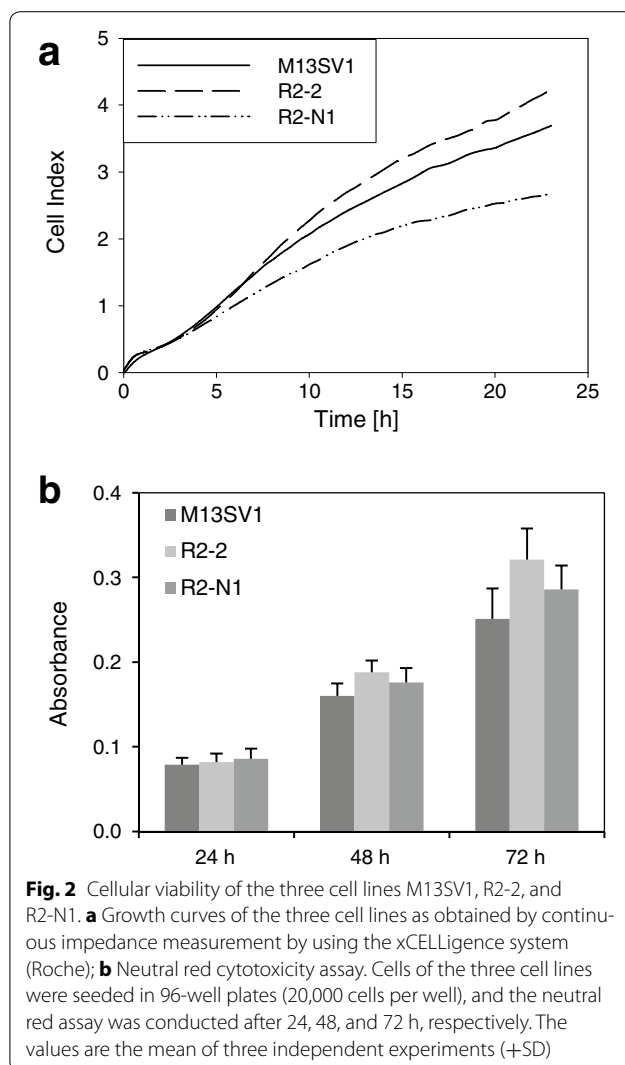 a
5
4
3
2
1
0
Cell Index
M13SV1
R2-2
R2-N1
0 5 10 15 20 25
Time [h]
b
0.4
0.3
0.2
0.1
0.0
Absorbance
M13SV1
R2-2
R2-N1
24 h 48 h 72 h
Fig. 2 Cellular viability of the three cell lines M13SV1, R2-2, and
R2-N1. a Growth curves of the three cell lines as obtained by continu-
ous impedance measurement by using the xCELLigence system
(Roche); b Neutral red cytotoxicity assay. Cells of the three cell lines
were seeded in 96-well plates (20,000 cells per well), and the neutral
red assay was conducted after 24, 48, and 72 h, respectively. The
values are the mean of three independent experiments (+SD)